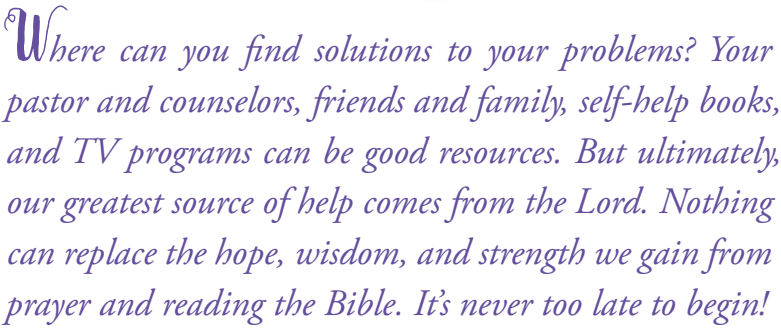 Where can you find solutions to your problems? Your
pastor and counselors, friends and family, self-help books,
and TV programs can be good resources. But ultimately,
our greatest source of help comes from the Lord. Nothing
can replace the hope, wisdom, and strength we gain from
prayer and reading the Bible. It’s never too late to begin!